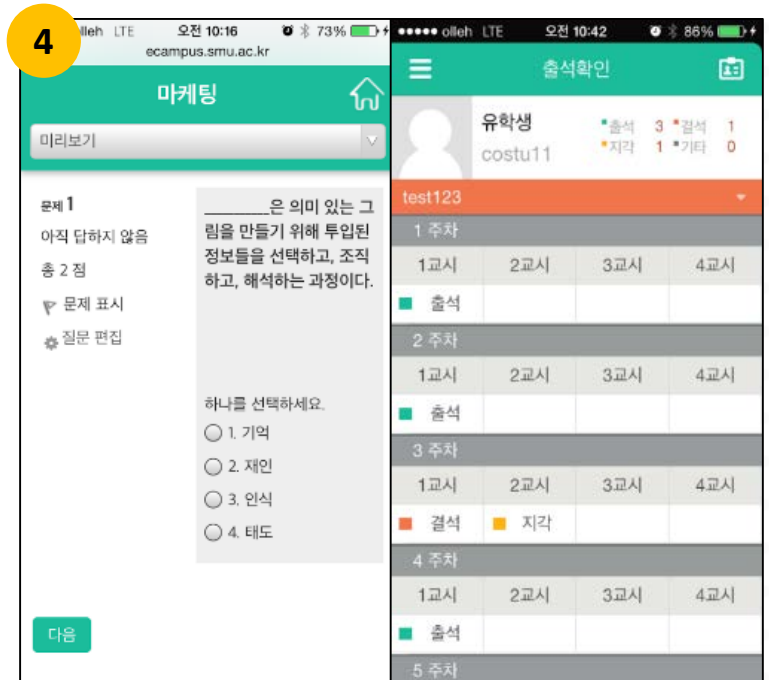 4
lleh LTE 오전 10:16 73%
ecampus.smu.ac.kr
마케팅
미리보기
문제 1
아직 답하지 않음
총 2 점
문제 표시
질문 편집
________은 의미 있는 그
림을 만들기 위해 투입된
정보들을 선택하고, 조직
하고, 해석하는 과정이다.
하나를 선택하세요.
1. 기억
2. 재인
3. 인식
4. 태도
다음
olleh LTE 오전 10:42 86%
출석확인
유학생
costu11
출석 3 결석 1
지각 1 기타 0
test123
1 주차
1교시 2교시 3교시 4교시
출석
2 주차
1교시 2교시 3교시 4교시
출석
3 주차
1교시 2교시 3교시 4교시
결석 지각
4 주차
1교시 2교시 3교시 4교시
출석
5 주차